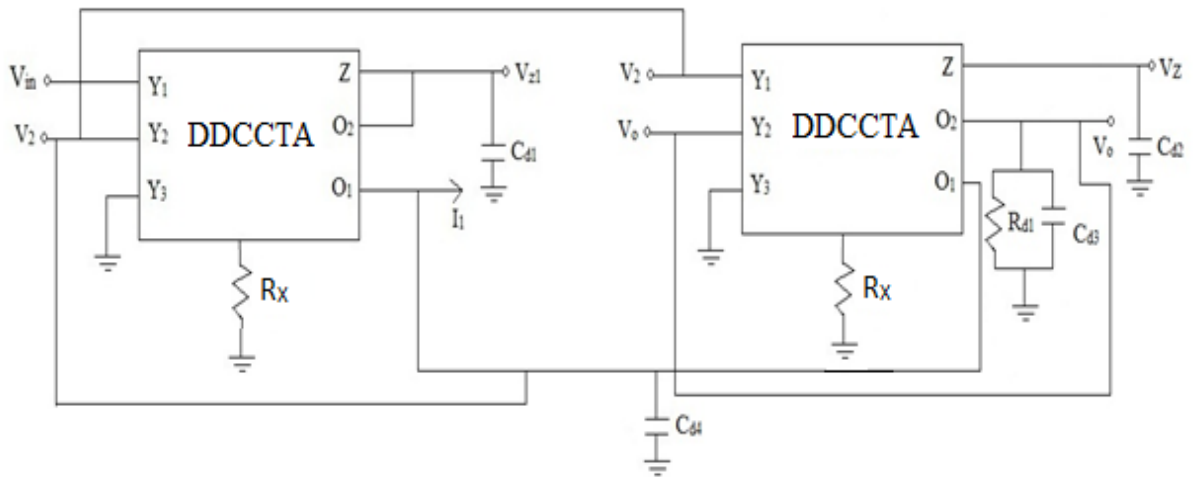 Vin
Y1
Z
Vz1
V2
Y2
DDCCTA
O2
Cd1
Y3
O1
I1
RX
V2
Y1
Z
VZ
Vo
Y2
DDCCTA
O2
Vo
Cd2
Y3
O1
Rd1
Cd3
RX
Cd4